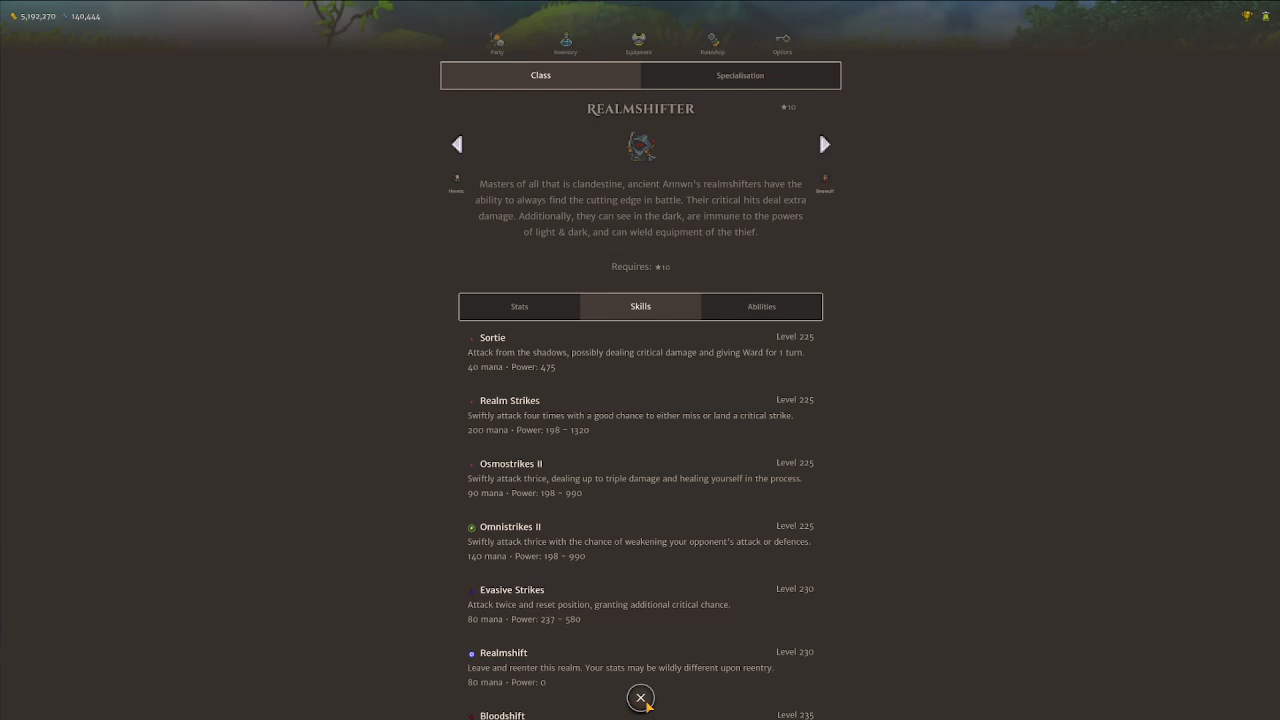 5,192,270 140,444
Party Inventory Equipment Runeshop Options
Class Specialisation
Realmshifter ★10
Heretic Beowulf
Masters of all that is clandestine, ancient Annwn's realmshifters have the
ability to always find the cutting edge in battle. Their critical hits deal extra
damage. Additionally, they can see in the dark, are immune to the powers
of light & dark, and can wield equipment of the thief.
Requires: ★10
Stats Skills Abilities
Sortie Level 225
Attack from the shadows, possibly dealing critical damage and giving Ward for 1 turn.
40 mana • Power: 475
Realm Strikes Level 225
Swiftly attack four times with a good chance to either miss or land a critical strike.
200 mana • Power: 198 - 1320
Osmostrikes II Level 225
Swiftly attack thrice, dealing up to triple damage and healing yourself in the process.
90 mana • Power: 198 - 990
Omnistrikes II Level 225
Swiftly attack thrice with the chance of weakening your opponent's attack or defences.
140 mana • Power: 198 - 990
Evasive Strikes Level 230
Attack twice and reset position, granting additional critical chance.
80 mana • Power: 237 - 580
Realmshift Level 230
Leave and reenter this realm. Your stats may be wildly different upon reentry.
80 mana • Power: 0
Bloodshift Level 235